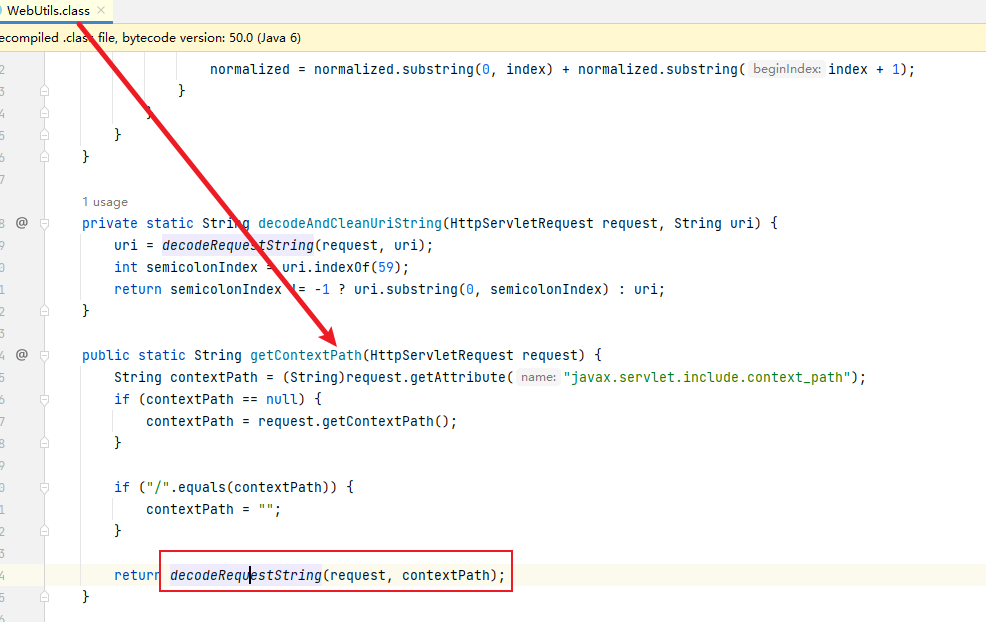 WebUtils.class
ecompiled .class file, bytecode version: 50.0 (Java 6)
2 normalized = normalized.substring(0, index) + normalized.substring( beginIndex: index + 1);
3 }
4 }
5 }
6 }
7
1 usage
8 @ private static String decodeAndCleanUriString(HttpServletRequest request, String uri) {
9 uri = decodeRequestString(request, uri);
0 int semicolonIndex = uri.indexOf(59);
1 return semicolonIndex != -1 ? uri.substring(0, semicolonIndex) : uri;
2 }
3
4 @ public static String getContextPath(HttpServletRequest request) {
5 String contextPath = (String)request.getAttribute( name: "javax.servlet.include.context_path");
6 if (contextPath == null) {
7 contextPath = request.getContextPath();
8 }
9
0 if ("/".equals(contextPath)) {
1 contextPath = "";
2 }
3
4 return decodeRequestString(request, contextPath);
5 }
6